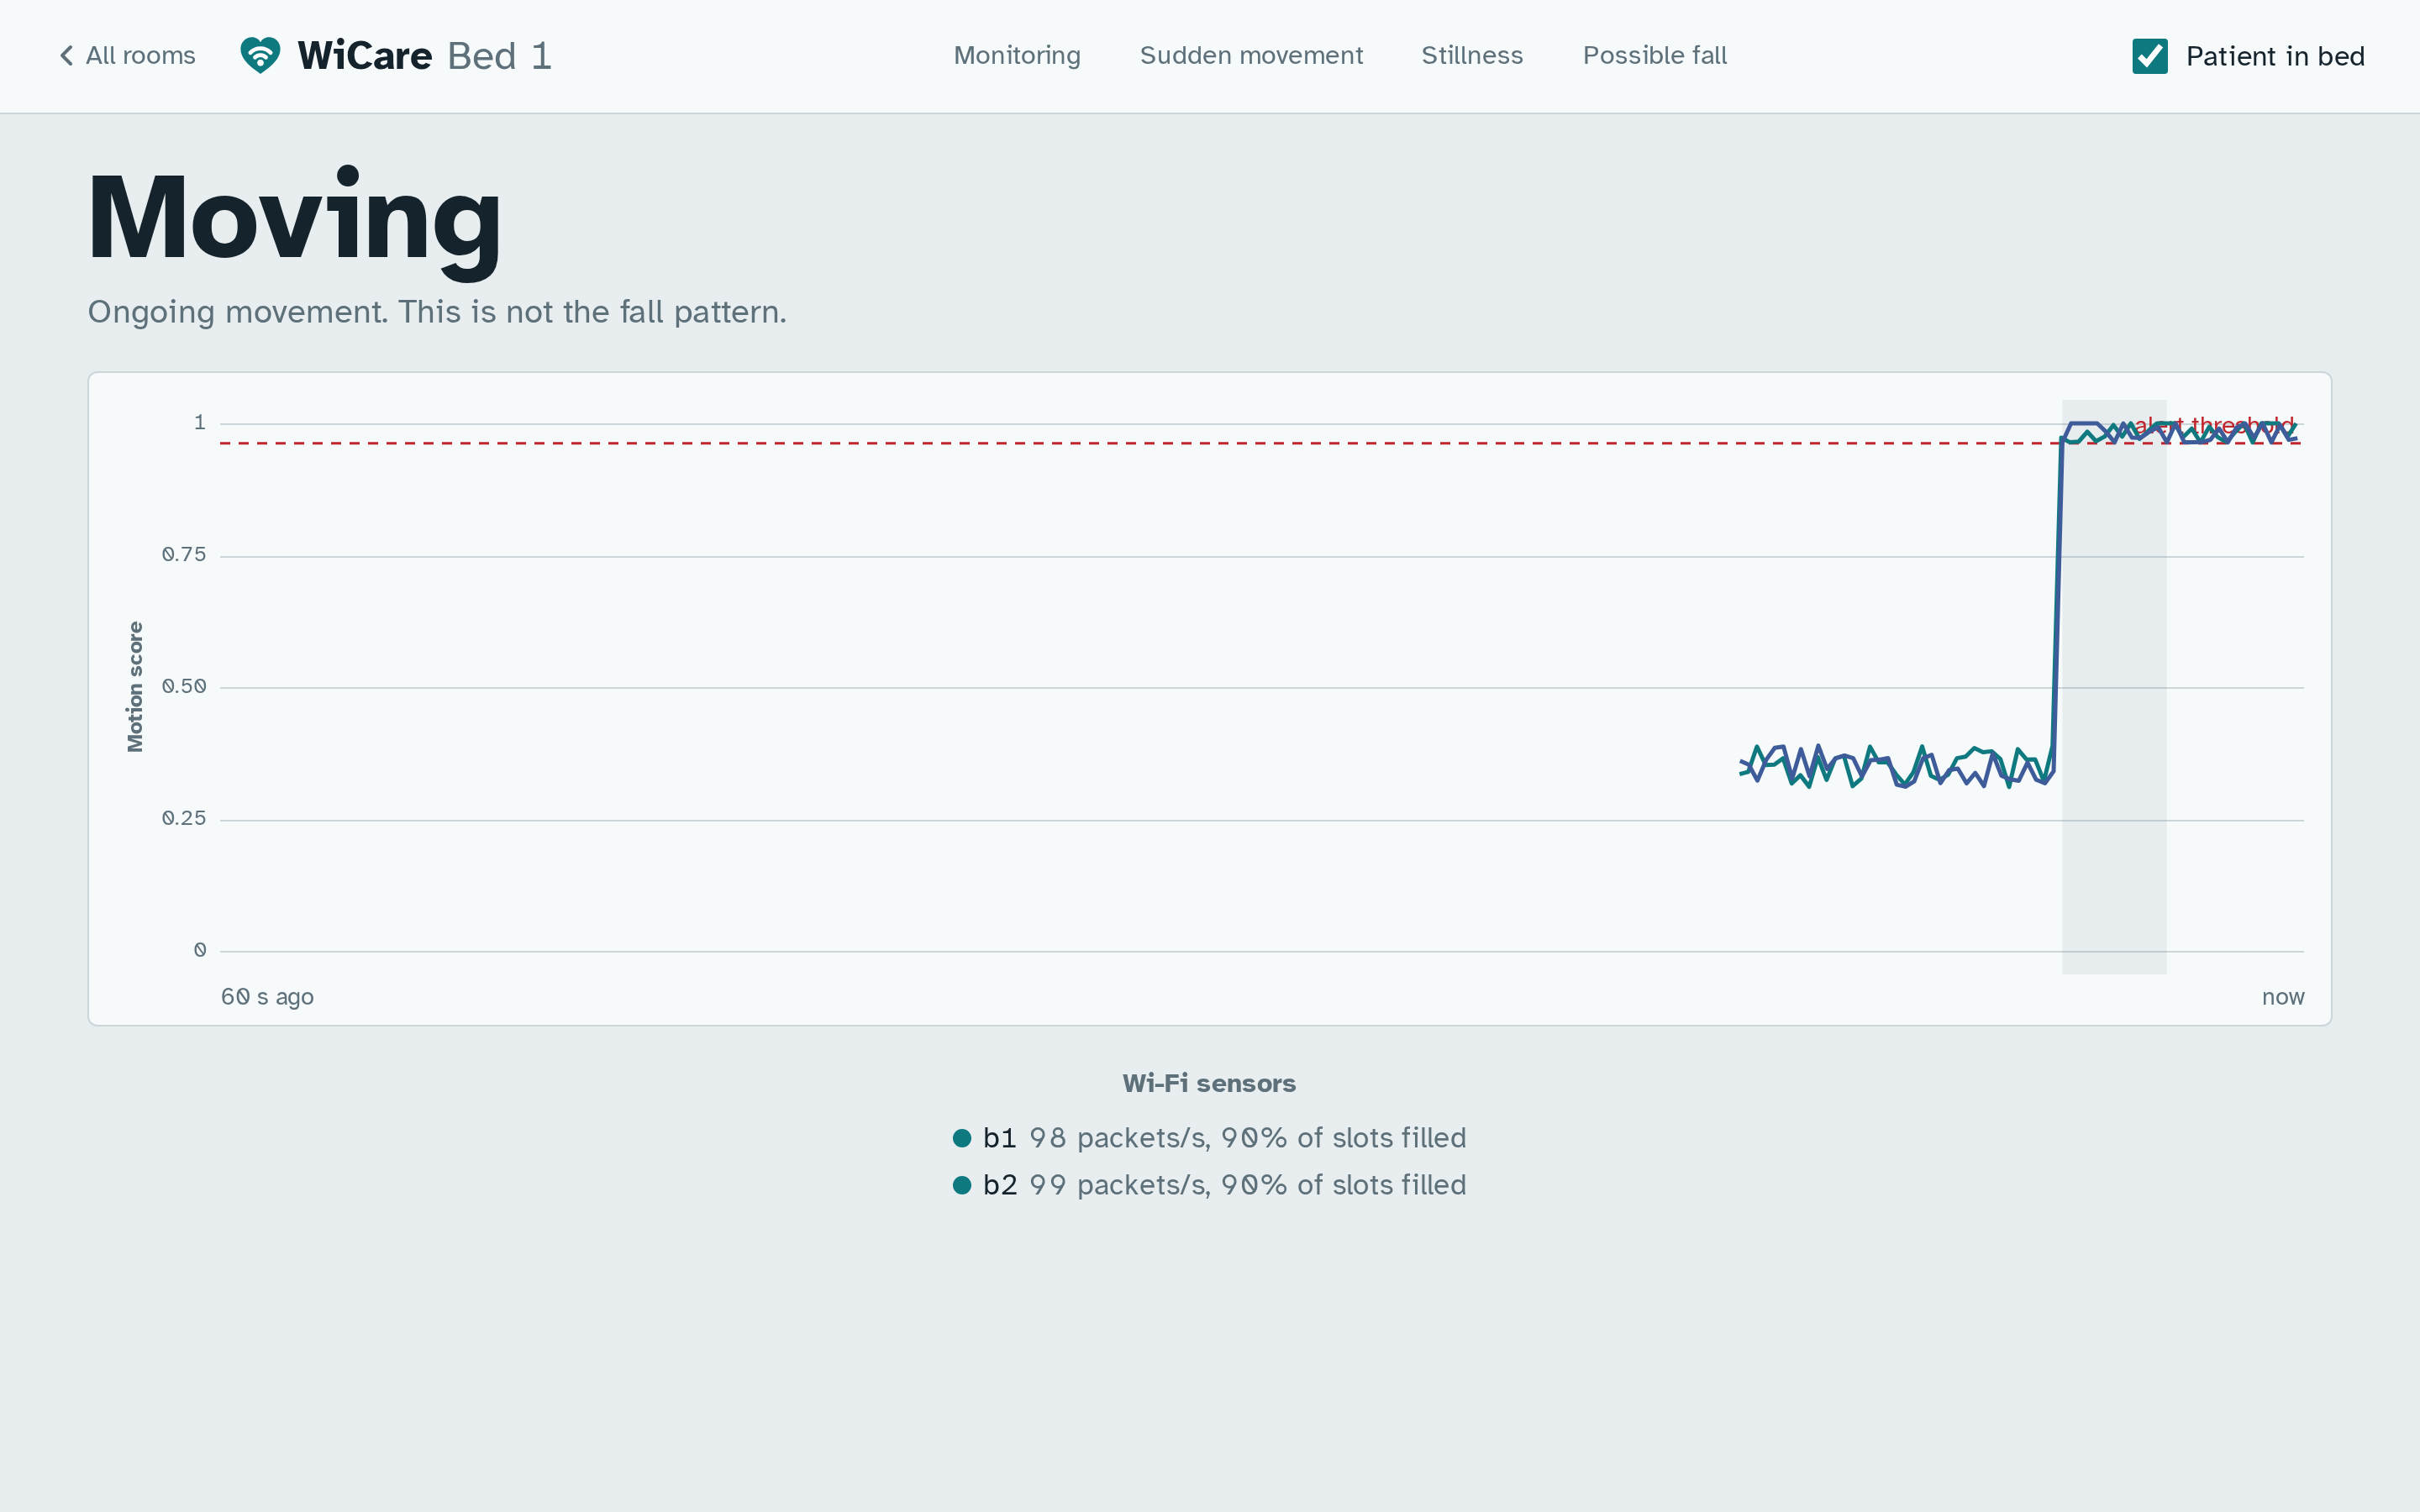 All rooms
WiCare Bed 1
Monitoring
Sudden movement
Stillness
Possible fall
Patient in bed
Moving
Ongoing movement. This is not the fall pattern.
alert threshold
1
0.75
0.50
0.25
0
Motion score
60 s ago
now
Wi-Fi sensors
b1 98 packets/s, 90% of slots filled
b2 99 packets/s, 90% of slots filled